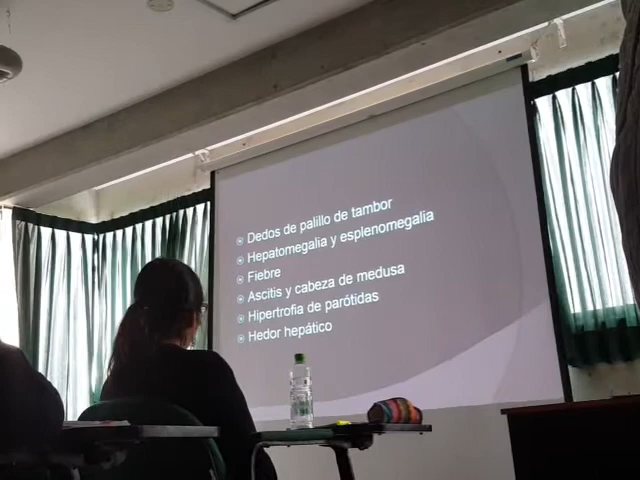 Dedos de palillo de tambor
Hepatomegalia y esplenomegalia
Fiebre
Ascitis y cabeza de medusa
Hipertrofia de parótidas
Hedor hepático